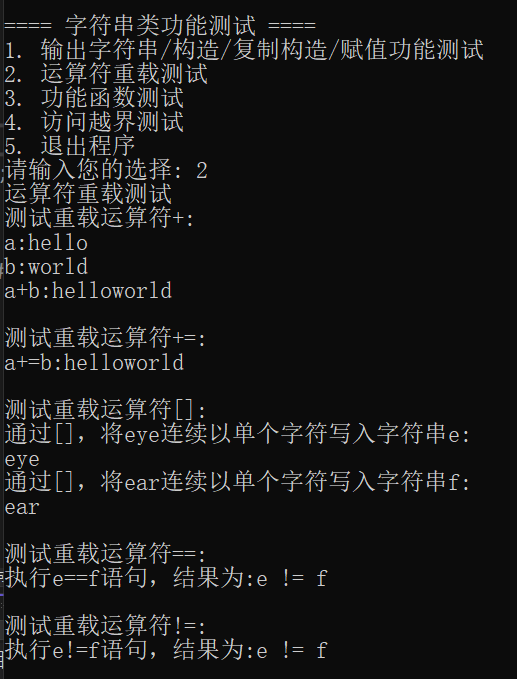 ==== 字符串类功能测试 ====
1. 输出字符串/构造/复制构造/赋值功能测试
2. 运算符重载测试
3. 功能函数测试
4. 访问越界测试
5. 退出程序
请输入您的选择: 2
运算符重载测试
测试重载运算符+:
a:hello
b:world
a+b:helloworld
测试重载运算符+=:
a+=b:helloworld
测试重载运算符[]:
通过[]，将eye连续以单个字符写入字符串e:
eye
通过[]，将ear连续以单个字符写入字符串f:
ear
测试重载运算符==:
执行e==f语句，结果为:e != f
测试重载运算符!=:
执行e!=f语句，结果为:e != f